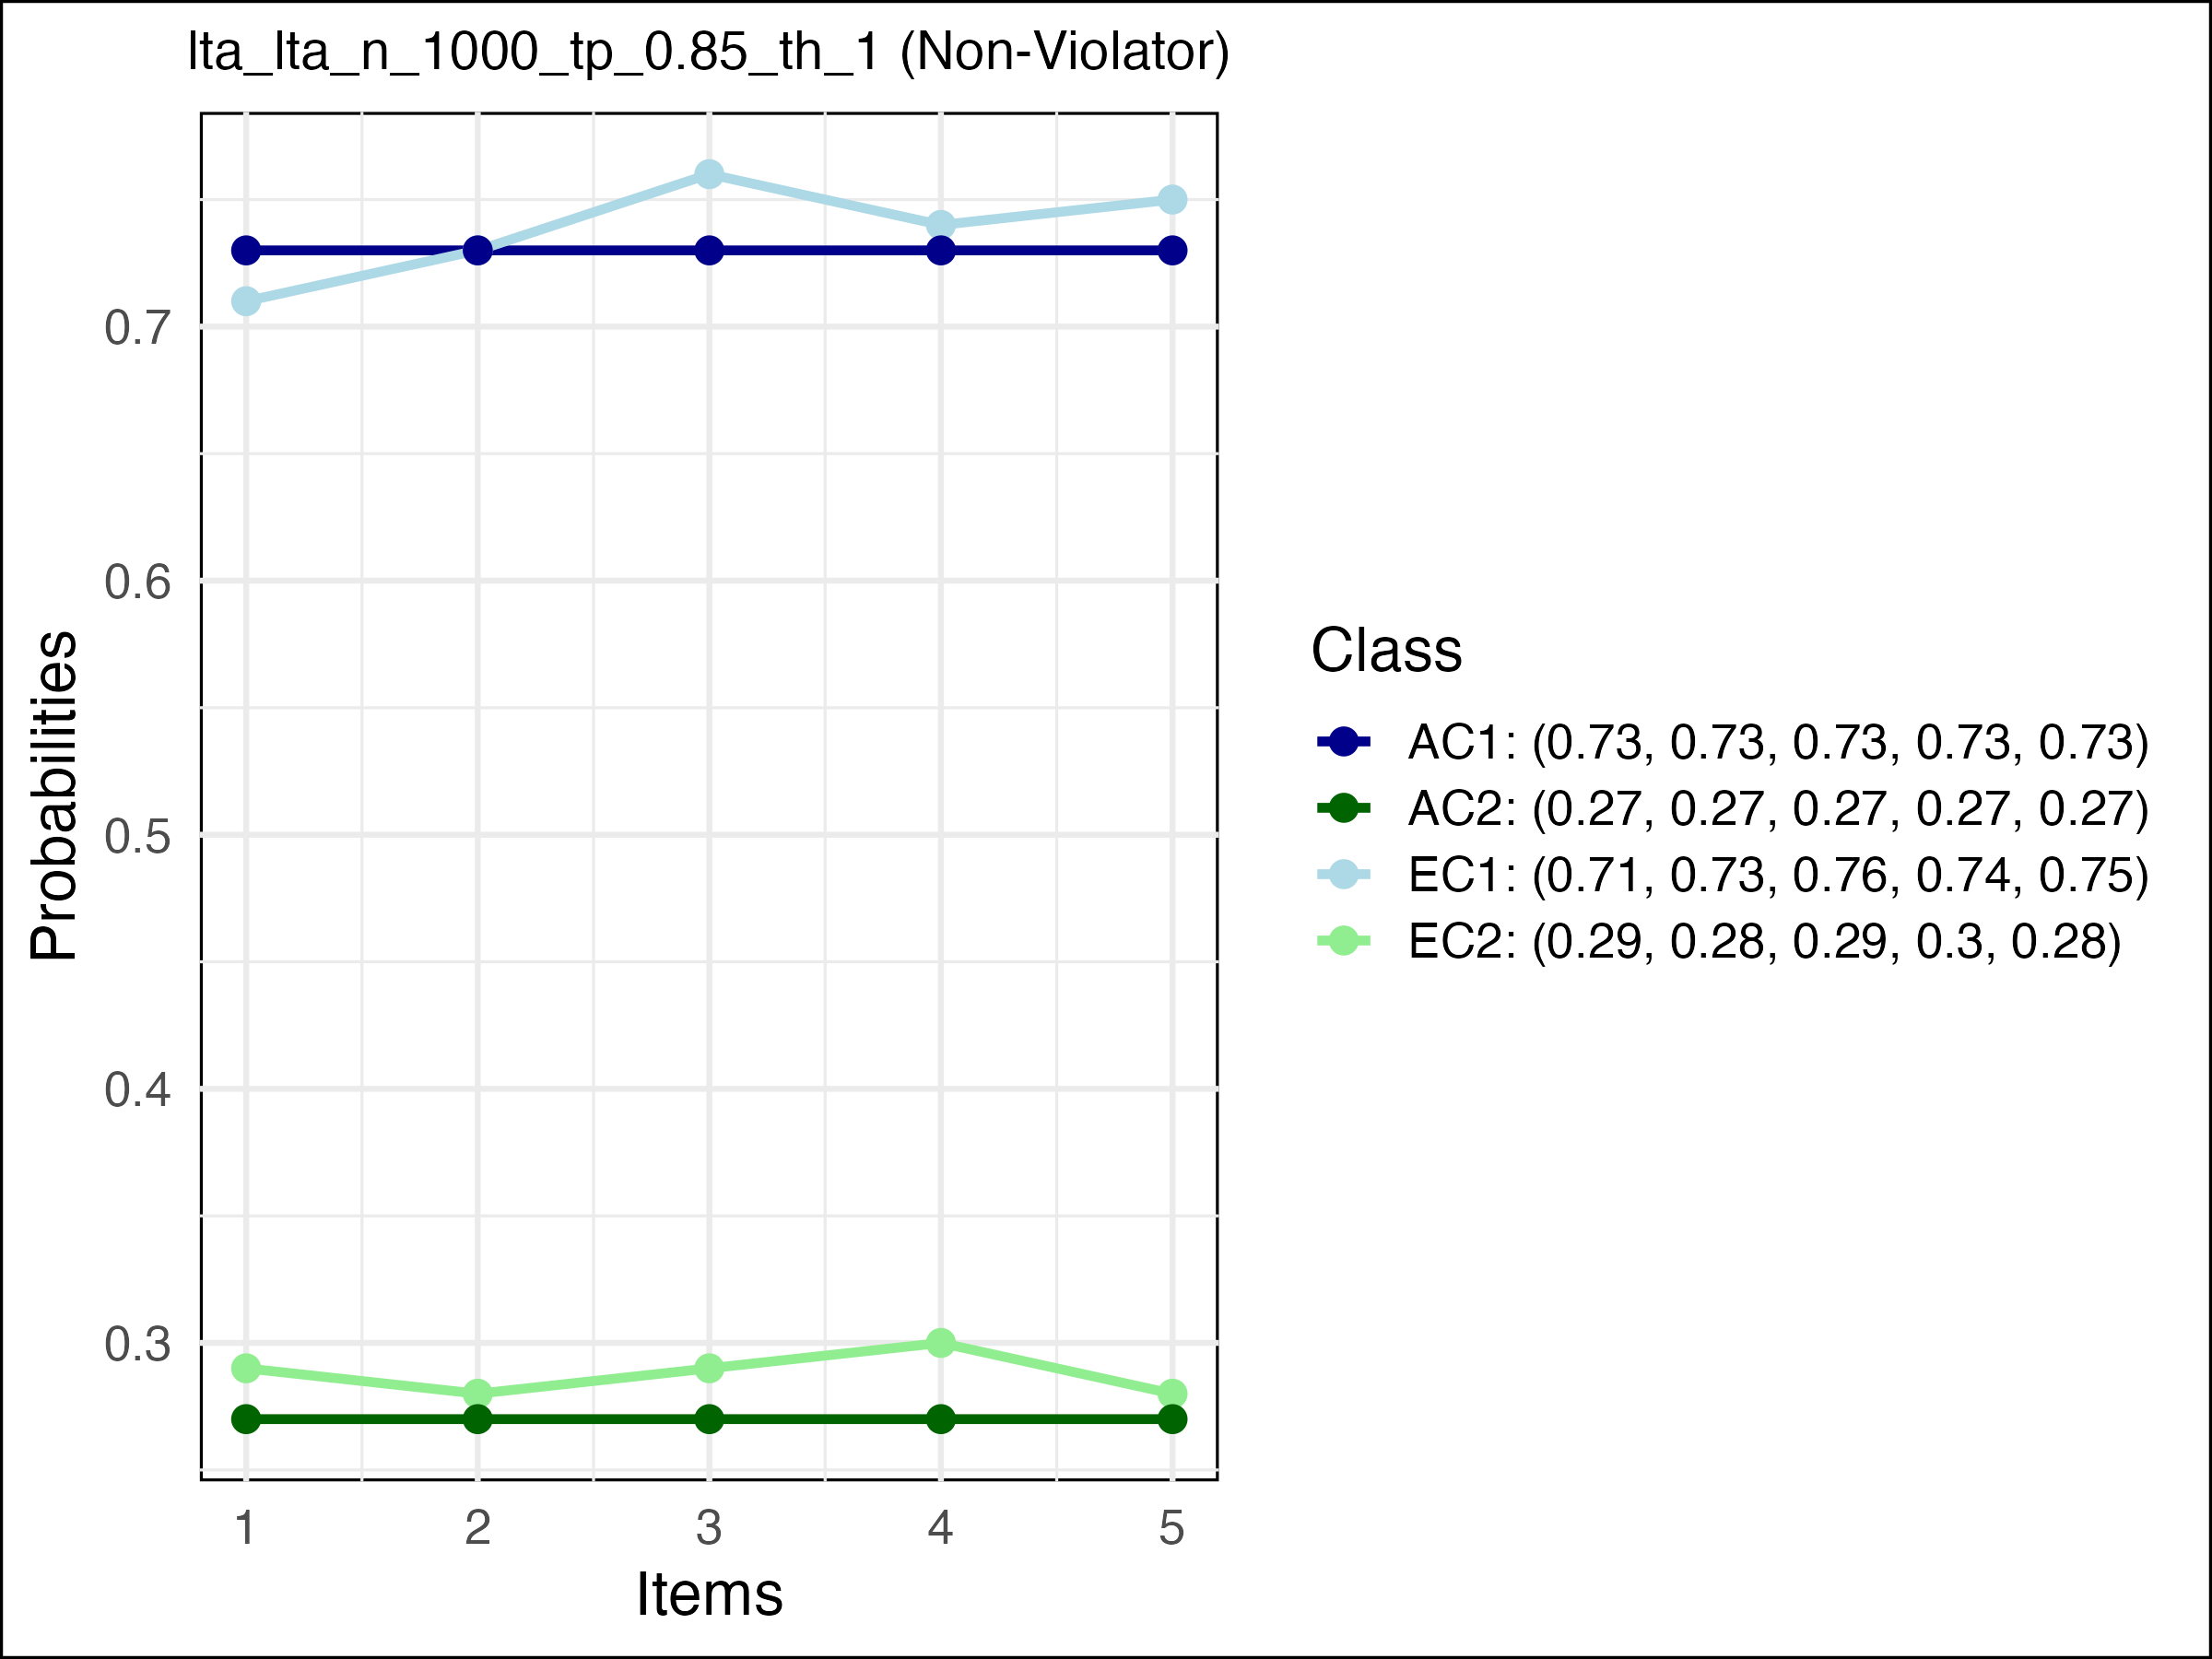 lta_lta_n_1000_tp_0.85_th_1 (Non-Violator)
Probabilities
0.7
0.6
0.5
0.4
0.3
1 2 3 4 5
Items
Class
AC1: (0.73, 0.73, 0.73, 0.73, 0.73)
AC2: (0.27, 0.27, 0.27, 0.27, 0.27)
EC1: (0.71, 0.73, 0.76, 0.74, 0.75)
EC2: (0.29, 0.28, 0.29, 0.3, 0.28)